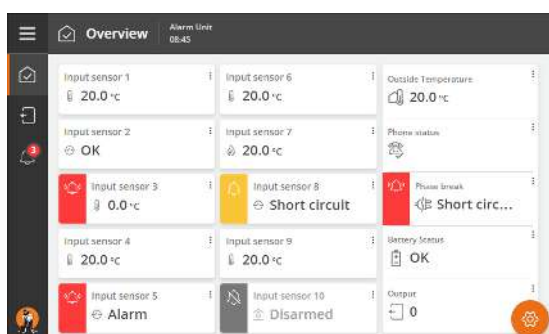 Overview
Alarm Unit
08:45
3
Input sensor 1
20.0 °C
Input sensor 2
OK
Input sensor 3
0.0 °C
Input sensor 4
20.0 °C
Input sensor 5
Alarm
Input sensor 6
20.0 °C
Input sensor 7
20.0 °C
Input sensor 8
Short circuit
Input sensor 9
20.0 °C
Input sensor 10
Disarmed
Outside Temperature
20.0 °C
Phone status
Phone break
Short circ...
Battery Status
OK
Output
0